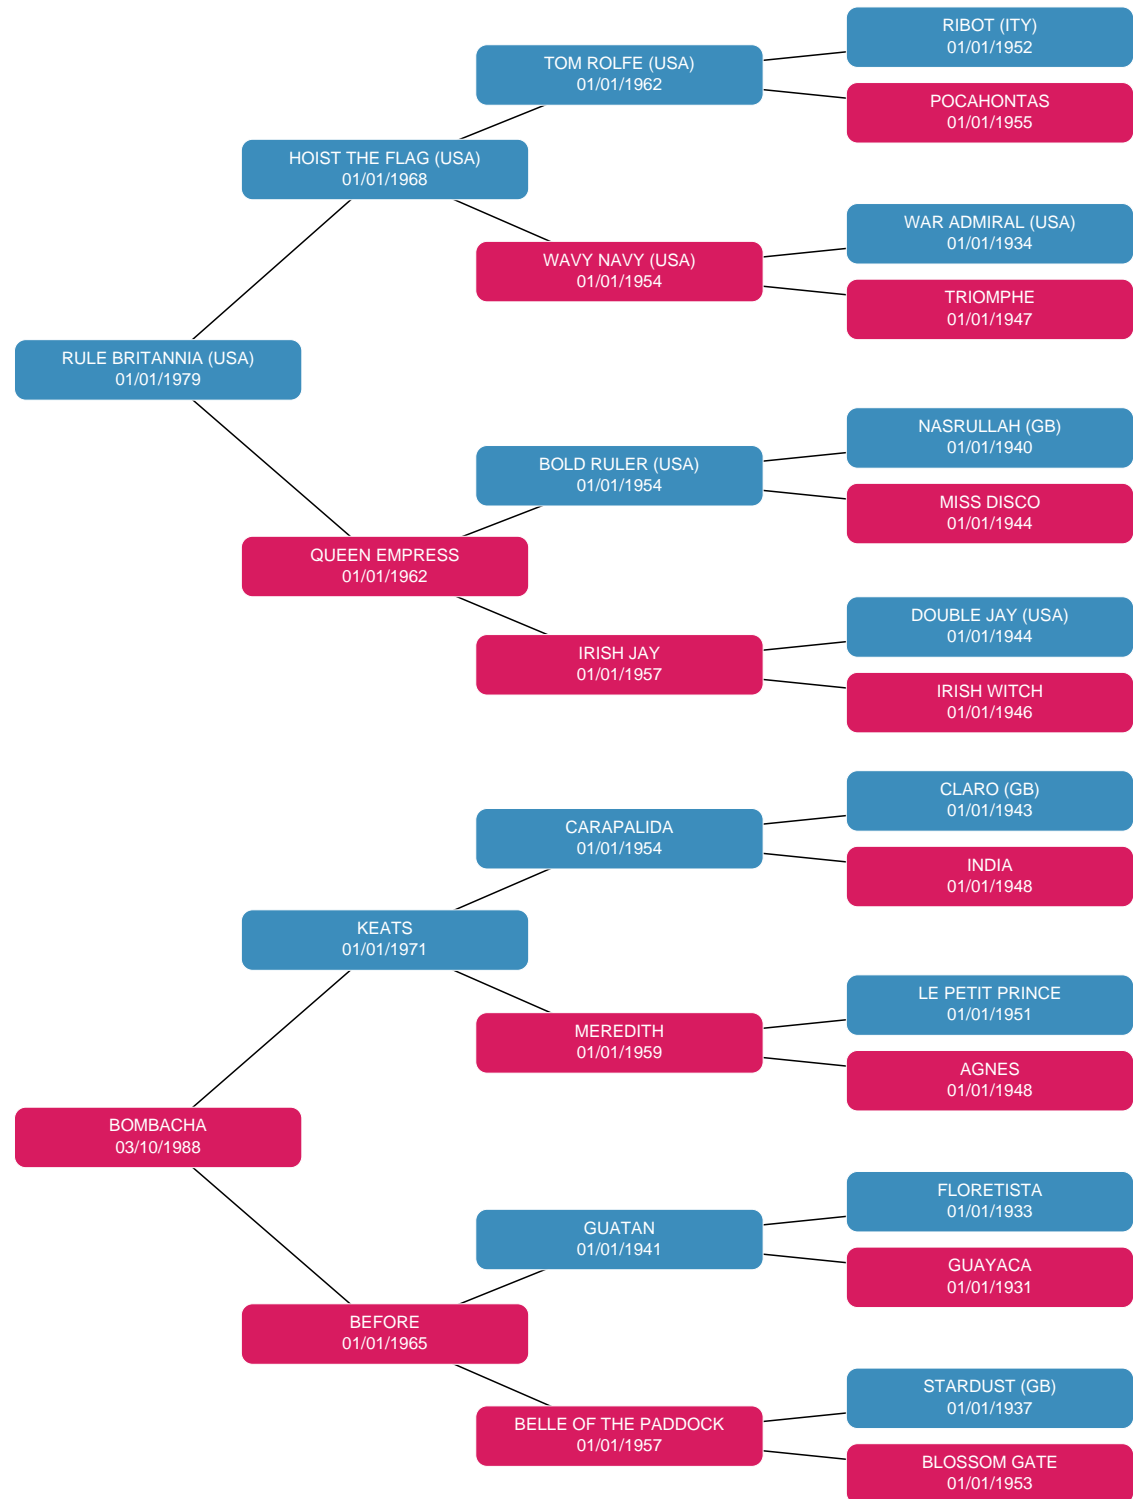 RIBOT (ITY)
01/01/1952
TOM ROLFE (USA)
01/01/1962
POCAHONTAS
01/01/1955
HOIST THE FLAG (USA)
01/01/1968
WAR ADMIRAL (USA)
01/01/1934
WAVY NAVY (USA)
01/01/1954
TRIOMPHE
01/01/1947
RULE BRITANNIA (USA)
01/01/1979
NASRULLAH (GB)
01/01/1940
BOLD RULER (USA)
01/01/1954
MISS DISCO
01/01/1944
QUEEN EMPRESS
01/01/1962
DOUBLE JAY (USA)
01/01/1944
IRISH JAY
01/01/1957
IRISH WITCH
01/01/1946
CLARO (GB)
01/01/1943
CARAPALIDA
01/01/1954
INDIA
01/01/1948
KEATS
01/01/1971
LE PETIT PRINCE
01/01/1951
MEREDITH
01/01/1959
AGNES
01/01/1948
BOMBACHA
03/10/1988
FLORETISTA
01/01/1933
GUATAN
01/01/1941
GUAYACA
01/01/1931
BEFORE
01/01/1965
STARDUST (GB)
01/01/1937
BELLE OF THE PADDOCK
01/01/1957
BLOSSOM GATE
01/01/1953